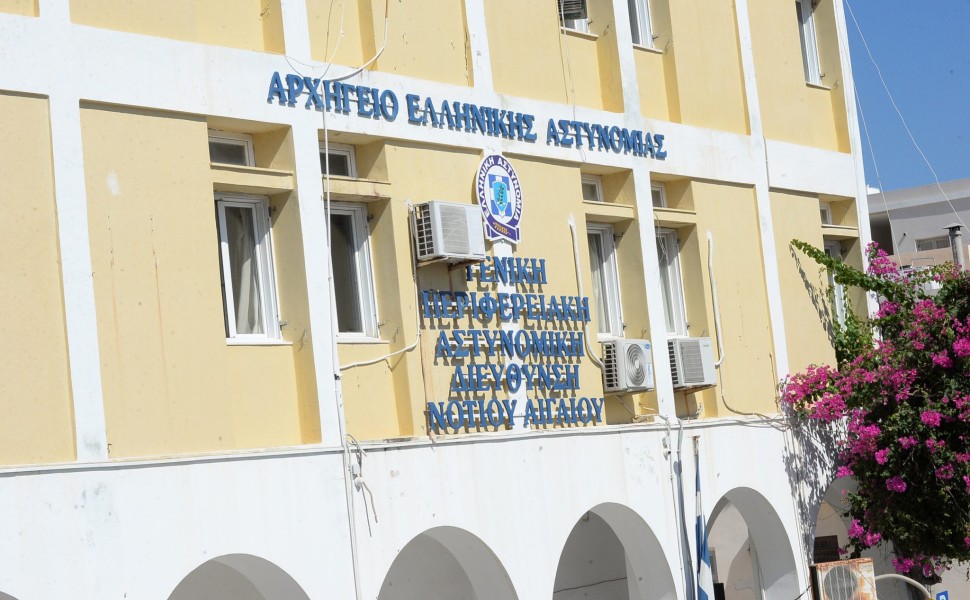 ΑΡΧΗΓΕΙΟ ΕΛΛΗΝΙΚΗΣ ΑΣΤΥΝΟΜΙΑΣ
ΕΛΛΗΝΙΚΗ ΑΣΤΥΝΟΜΙΑ
ΓΕΝΙΚΗ
ΠΕΡΙΦΕΡΕΙΑΚΗ
ΑΣΤΥΝΟΜΙΚΗ
ΔΙΕΥΘΥΝΣΗ
ΝΟΤΙΟΥ ΑΙΓΑΙΟΥ